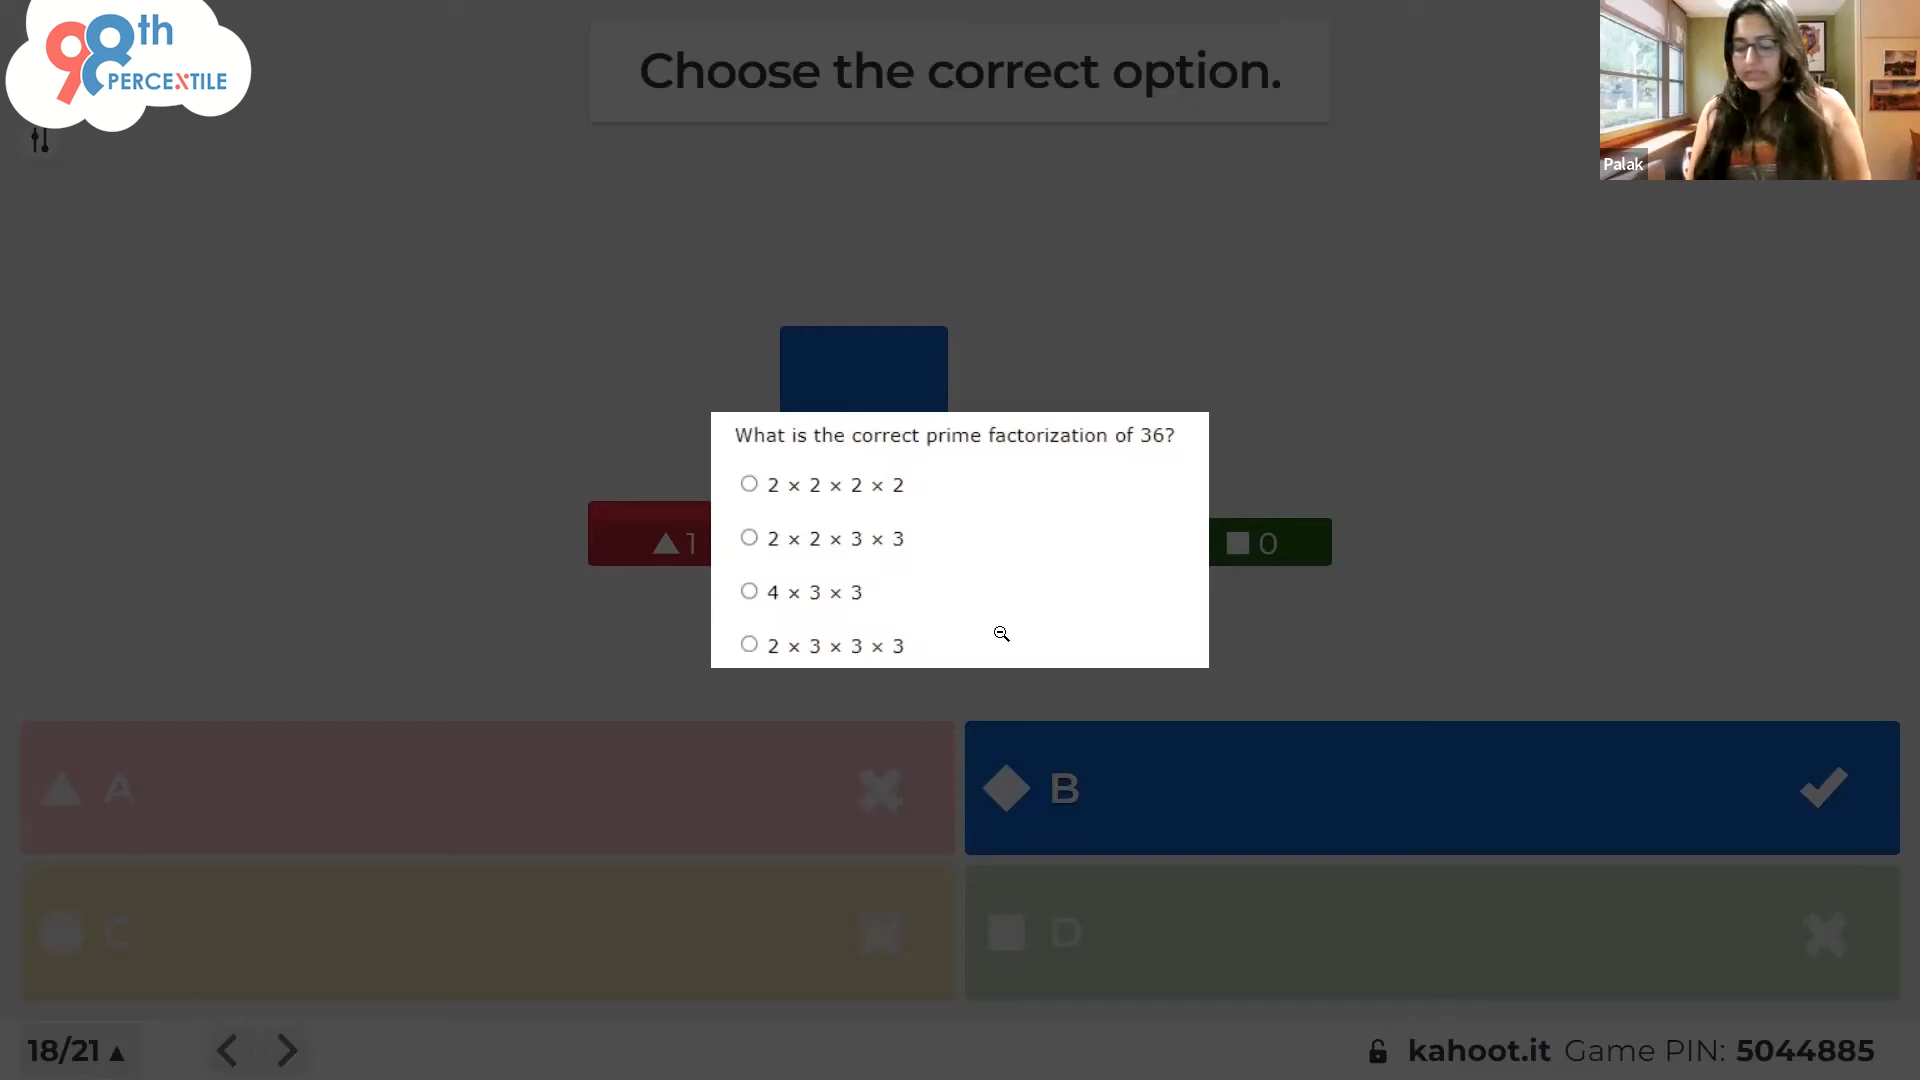 98th
PERCEXTILE
Choose the correct option.
Palak
What is the correct prime factorization of 36?
2 × 2 × 2 × 2
2 × 2 × 3 × 3
4 × 3 × 3
2 × 3 × 3 × 3
1
0
A
B
C
D
18/21
kahoot.it Game PIN: 5044885